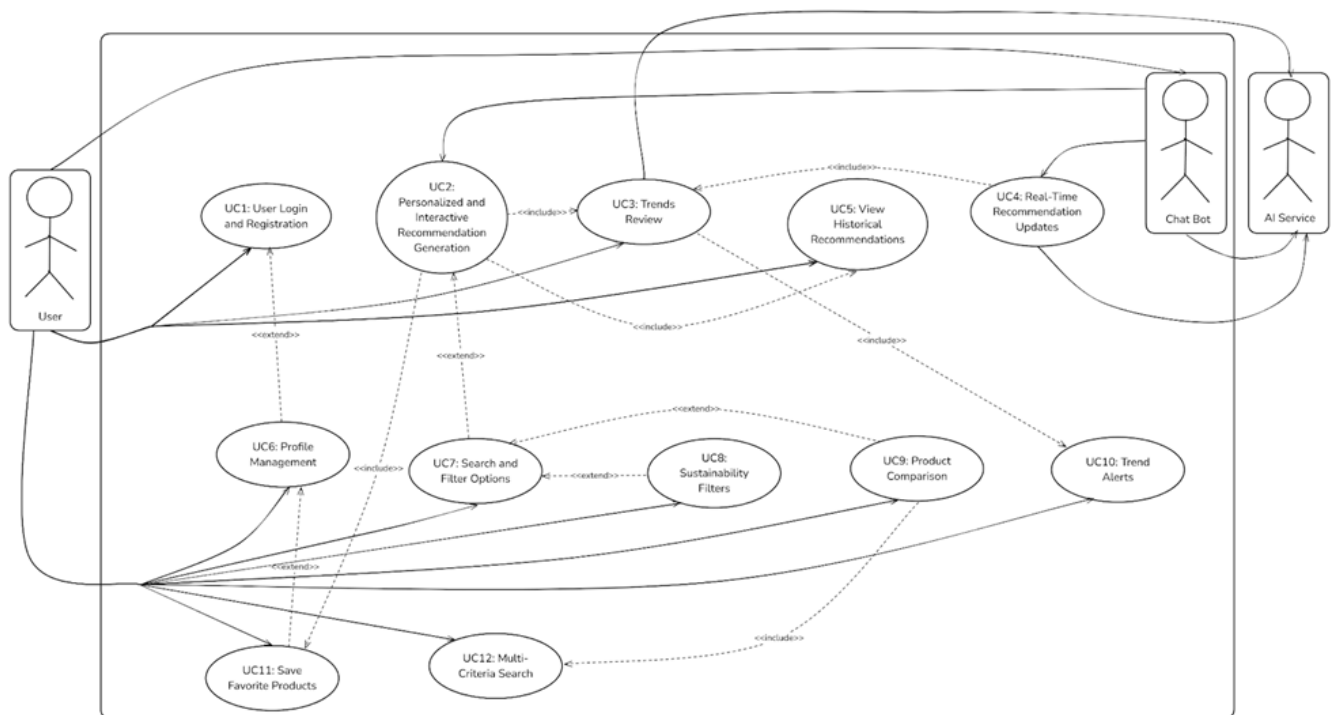 <<include>>
UC2:
Personalized and
Interactive
Recommendation
Generation
UC1: User Login
and Registration
<<include>>
UC3: Trends
Review
UC5: View
Historical
Recommendations
UC4: Real-Time
Recommendation
Updates
Chat Bot
AI Service
User
<<extend>>
<<include>>
<<extend>>
<<include>>
<<extend>>
UC6: Profile
Management
<<include>>
UC7: Search and
Filter Options
<<extend>>
UC8:
Sustainability
Filters
UC9: Product
Comparison
UC10: Trend
Alerts
<<extend>>
<<include>>
UC11: Save
Favorite Products
UC12: Multi-
Criteria Search